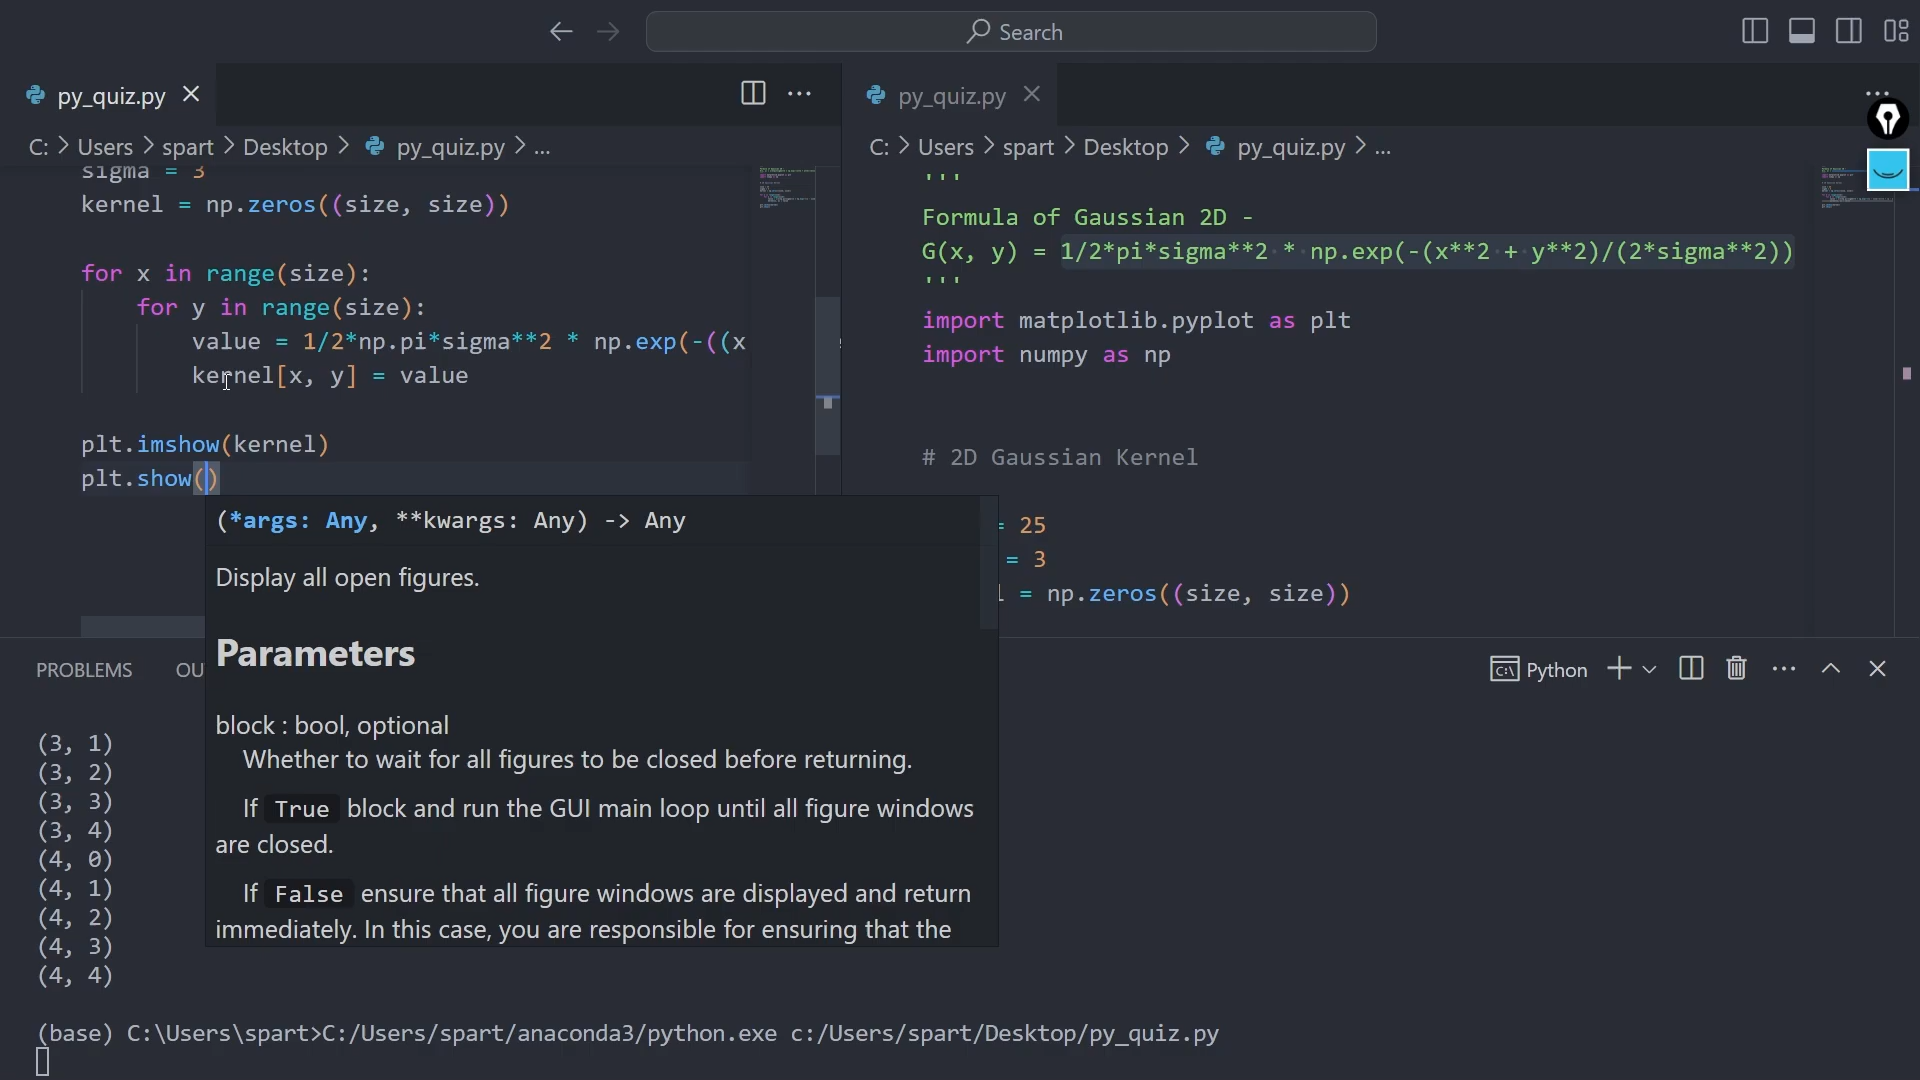 Search
py_quiz.py
C: > Users > spart > Desktop > py_quiz.py > ...
sigma = 3
kernel = np.zeros((size, size))
for x in range(size):
for y in range(size):
value = 1/2*np.pi*sigma**2 * np.exp(-((x
kernel[x, y] = value
plt.imshow(kernel)
plt.show()
(*args: Any, **kwargs: Any) -> Any
Display all open figures.
Parameters
block : bool, optional
Whether to wait for all figures to be closed before returning.
If True block and run the GUI main loop until all figure windows
are closed.
If False ensure that all figure windows are displayed and return
immediately. In this case, you are responsible for ensuring that the
py_quiz.py
C: > Users > spart > Desktop > py_quiz.py > ...
'''
Formula of Gaussian 2D -
G(x, y) = 1/2*pi*sigma**2 * np.exp(-(x**2 + y**2)/(2*sigma**2))
'''
import matplotlib.pyplot as plt
import numpy as np
# 2D Gaussian Kernel
= 25
= 3
l = np.zeros((size, size))
PROBLEMS OU
Python
(3, 1)
(3, 2)
(3, 3)
(3, 4)
(4, 0)
(4, 1)
(4, 2)
(4, 3)
(4, 4)
(base) C:\Users\spart>C:/Users/spart/anaconda3/python.exe c:/Users/spart/Desktop/py_quiz.py